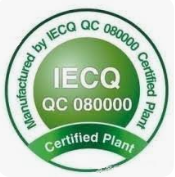 Manufactured by IECQ QC 080000 Certified Plant
IECQ
QC 080000
Certified Plant